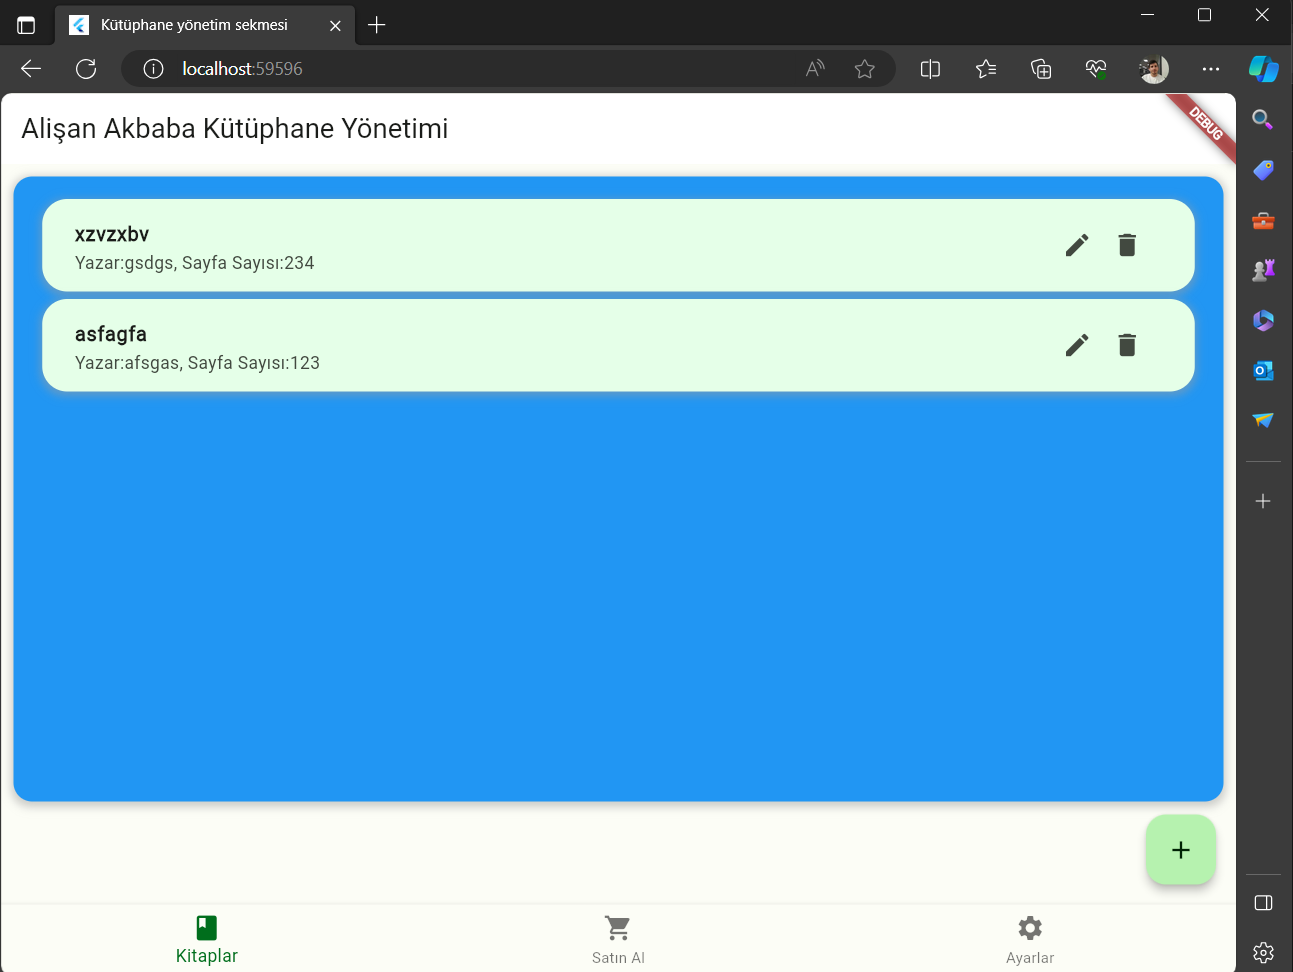 Kütüphane yönetim sekmesi
localhost:59596
Alişan Akbaba Kütüphane Yönetimi
DEBUG
xzvzxbv
Yazar:gsdgs, Sayfa Sayısı:234
asfagfa
Yazar:afsgas, Sayfa Sayısı:123
Kitaplar
Satın Al
Ayarlar